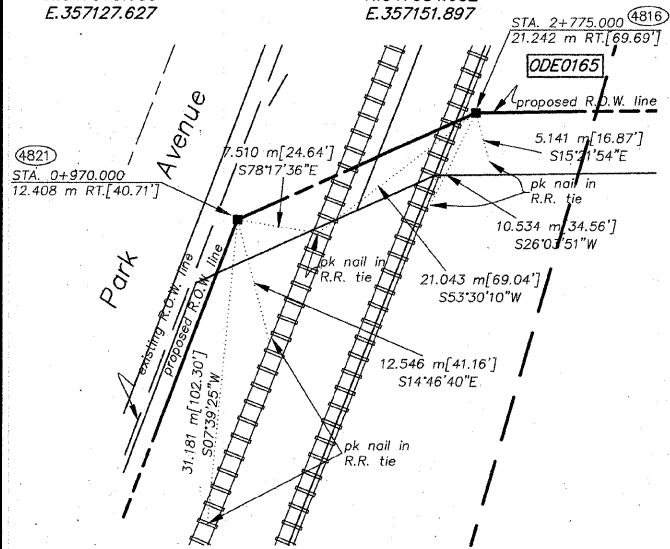 E.357127.627
E.357151.897
STA. 2+775.000
4816
21.242 m RT.[69.69']
ODE0165
proposed R.O.W. line
Park Avenue
7.510 m[24.64']
S78°17'36"E
5.141 m[16.87']
S15°21'54"E
4821
STA. 0+970.000
12.408 m RT.[40.71']
pk nail in
R.R. tie
10.534 m[34.56']
S26°03'51"W
pk nail in
R.R. tie
21.043 m[69.04']
S53°30'10"W
existing R.O.W. line
proposed R.O.W. line
12.546 m[41.16']
S14°46'40"E
31.181 m[102.30']
S07°39'25"W
pk nail in
R.R. tie